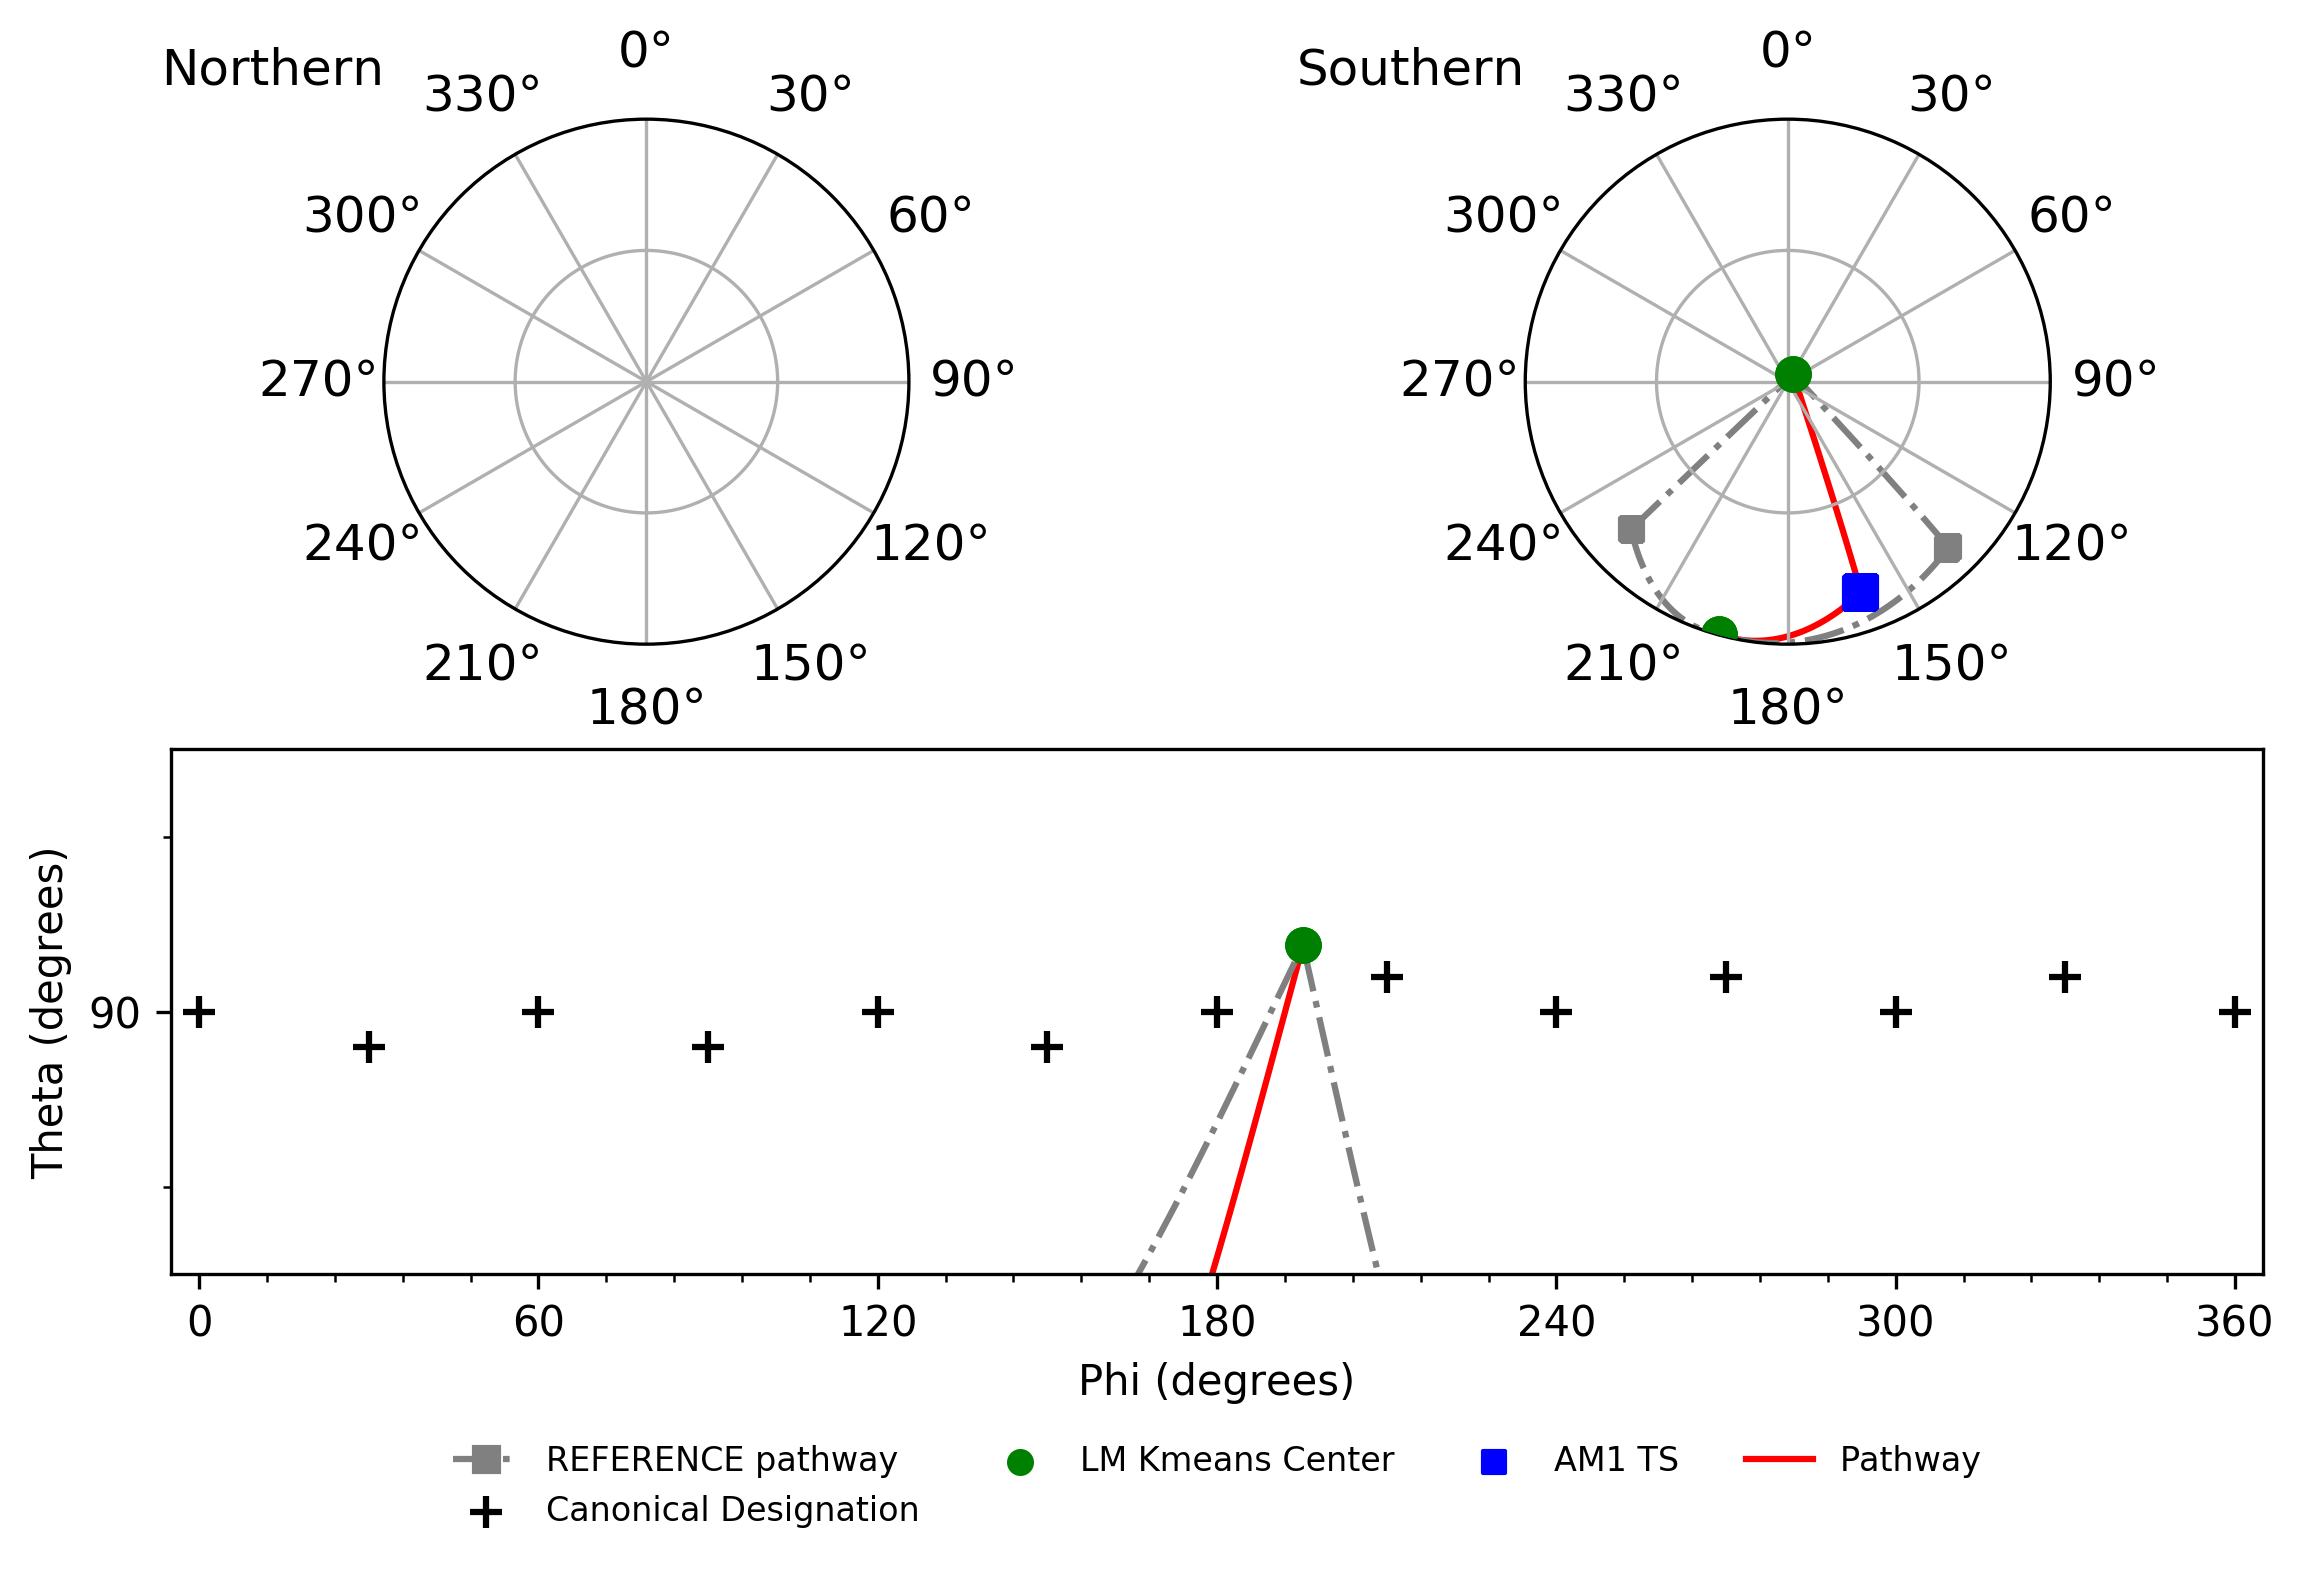 Northern
0°
330°
30°
300°
60°
270°
90°
240°
120°
210°
150°
180°
Southern
0°
330°
30°
300°
60°
270°
90°
240°
120°
210°
150°
180°
Theta (degrees)
90
0 60 120 180 240 300 360
Phi (degrees)
REFERENCE pathway
Canonical Designation
LM Kmeans Center
AM1 TS
Pathway